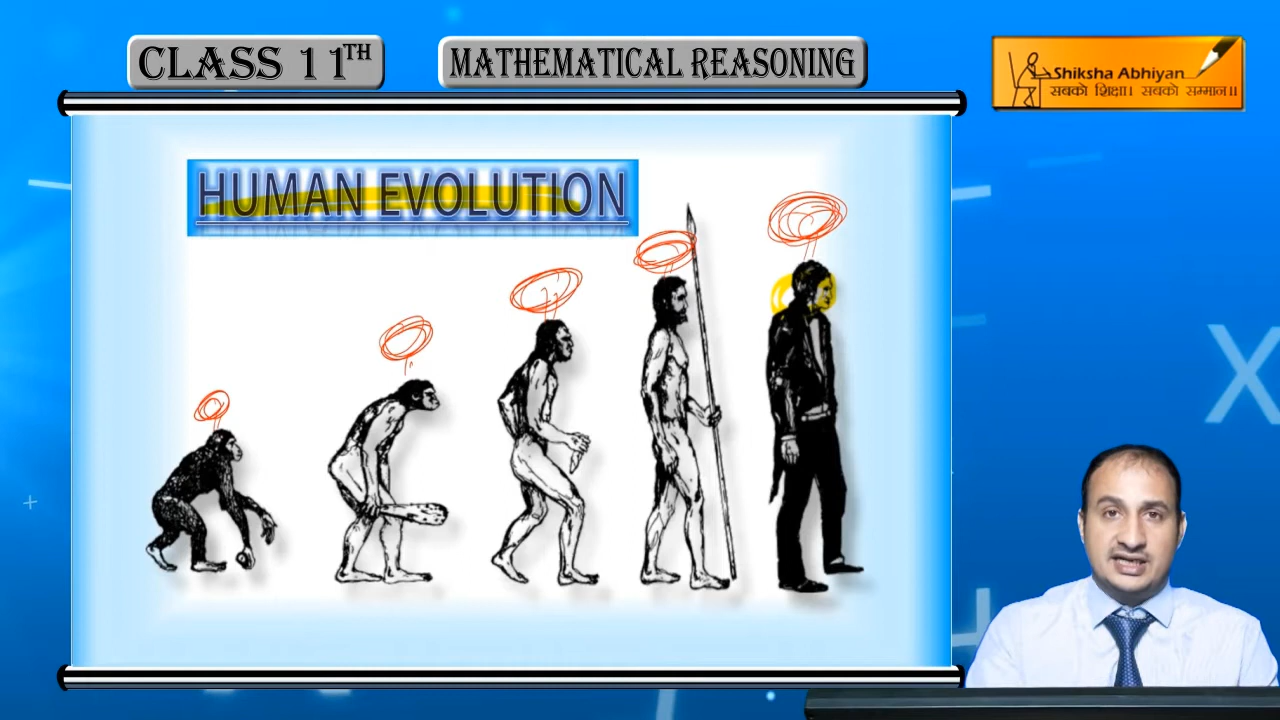 CLASS 11TH
MATHEMATICAL REASONING
Shiksha Abhiyan
सबको शिक्षा। सबको सम्मान॥
HUMAN EVOLUTION
X